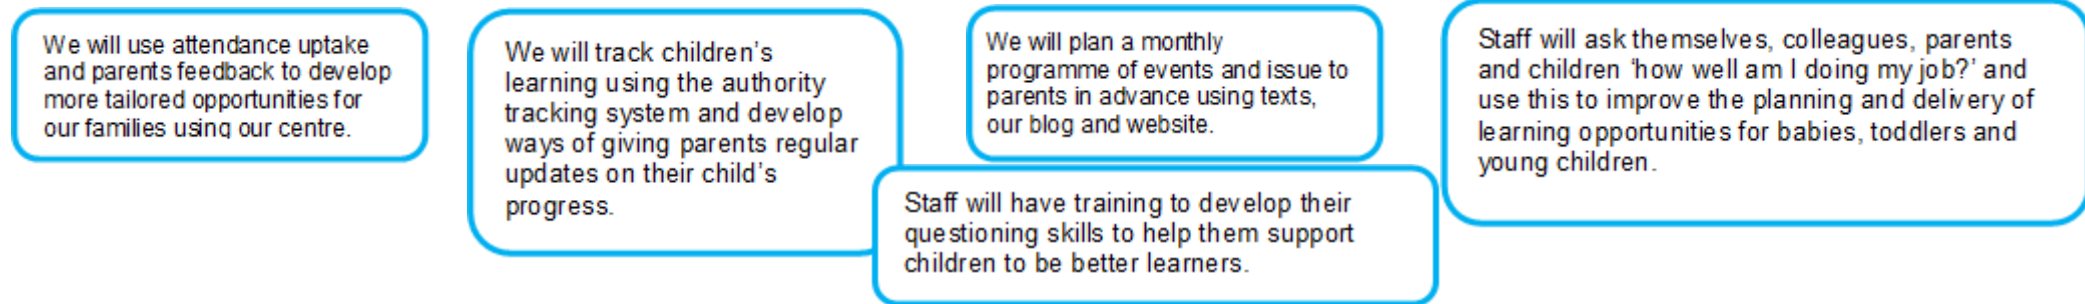 We will use attendance uptake
and parents feedback to develop
more tailored opportunities for
our families using our centre.
We will track children's
learning using the authority
tracking system and develop
ways of giving parents regular
updates on their child's
progress.
We will plan a monthly
programme of events and issue to
parents in advance using texts,
our blog and website.
Staff will have training to develop their
questioning skills to help them support
children to be better learners.
Staff will ask themselves, colleagues, parents
and children 'how well am I doing my job?' and
use this to improve the planning and delivery of
learning opportunities for babies, toddlers and
young children.